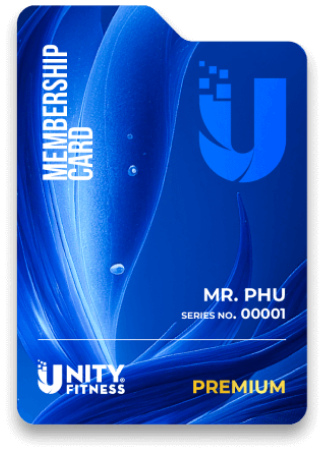 MEMBERSHIP
CARD
MR. PHU
SERIES NO. 00001
UNITY®
FITNESS
PREMIUM